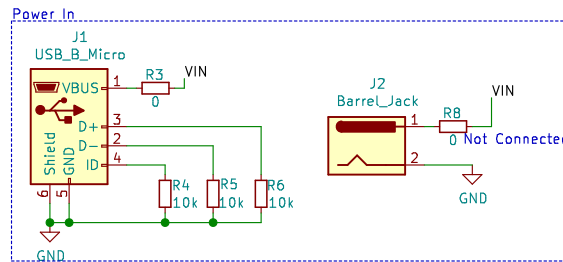 Power In
J1
USB_B_Micro
VBUS
1
R3
0
VIN
D+
3
D-
2
ID
4
Shield
GND
6
5
R4
10k
R5
10k
R6
10k
GND
J2
Barrel_Jack
1
R8
0
VIN
Not Connected
2
GND